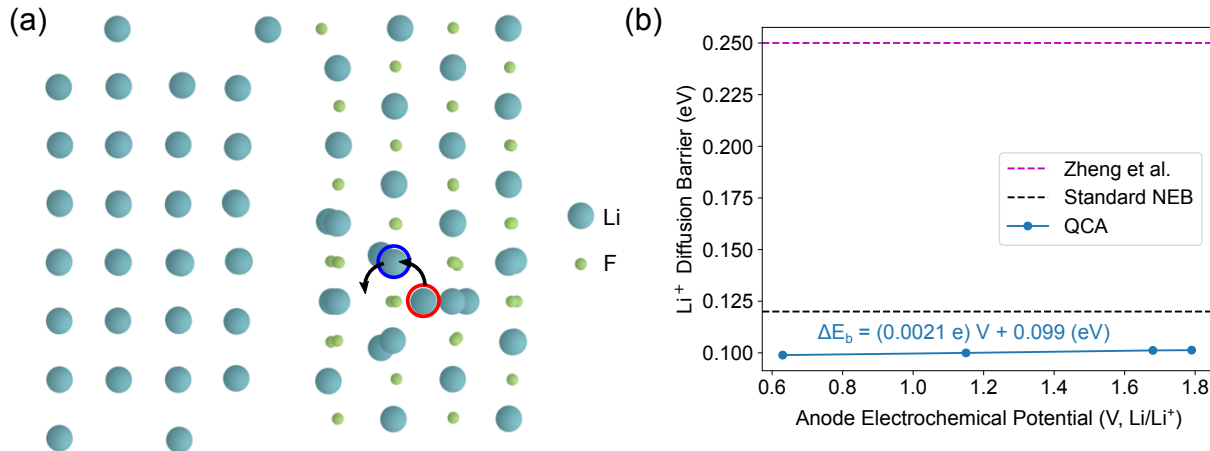 (a)
Li
F
(b)
Li⁺ Diffusion Barrier (eV)
0.250
0.225
0.200
0.175
0.150
0.125
0.100
Zheng et al.
Standard NEB
QCA
ΔE_b = (0.0021 e) V + 0.099 (eV)
0.6 0.8 1.0 1.2 1.4 1.6 1.8
Anode Electrochemical Potential (V, Li/Li⁺)